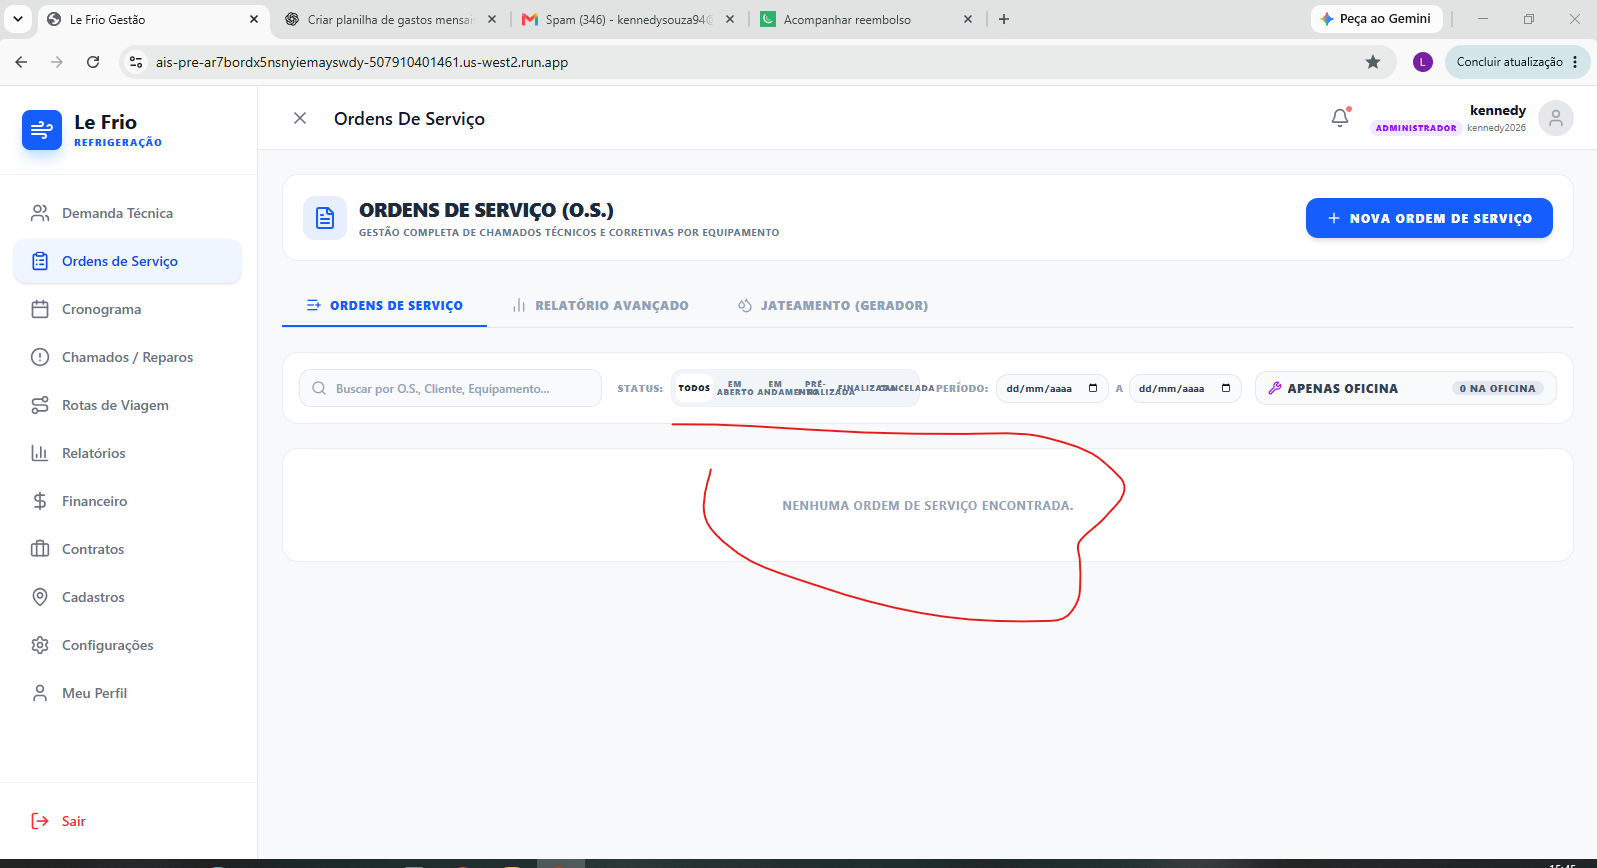 Le Frio Gestão
Criar planilha de gastos mensai
Spam (346) - kennedysouza94@
Acompanhar reembolso
Peça ao Gemini
ais-pre-ar7bordx5nsnyiemayswdy-507910401461.us-west2.run.app
L
Concluir atualização
Le Frio
REFRIGERAÇÃO
Ordens De Serviço
kennedy
ADMINISTRADOR
kennedy2026
Demanda Técnica
Ordens de Serviço
Cronograma
Chamados / Reparos
Rotas de Viagem
Relatórios
Financeiro
Contratos
Cadastros
Configurações
Meu Perfil
Sair
ORDENS DE SERVIÇO (O.S.)
GESTÃO COMPLETA DE CHAMADOS TÉCNICOS E CORRETIVAS POR EQUIPAMENTO
+ NOVA ORDEM DE SERVIÇO
ORDENS DE SERVIÇO
RELATÓRIO AVANÇADO
JATEAMENTO (GERADOR)
Buscar por O.S., Cliente, Equipamento...
STATUS:
TODOS
EM ABERTO
EM ANDAMENTO
PRÉ-FINALIZADA
FINALIZADA
CANCELADA
PERÍODO:
dd/mm/aaaa
A
dd/mm/aaaa
APENAS OFICINA
0 NA OFICINA
NENHUMA ORDEM DE SERVIÇO ENCONTRADA.